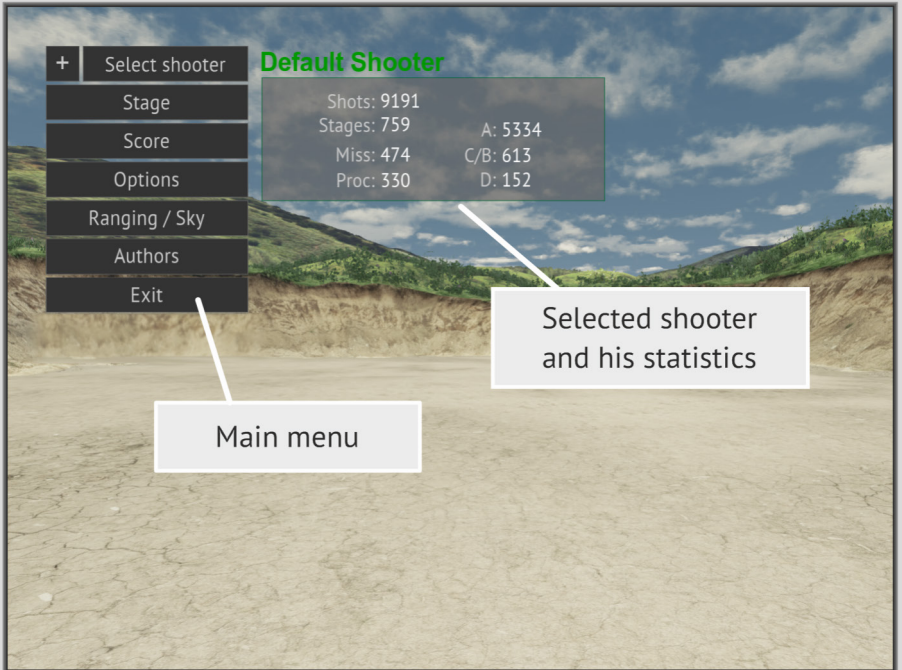 + Select shooter
Stage
Score
Options
Ranging / Sky
Authors
Exit
Default Shooter
Shots: 9191
Stages: 759
A: 5334
Miss: 474
C/B: 613
Proc: 330
D: 152
Selected shooter
and his statistics
Main menu